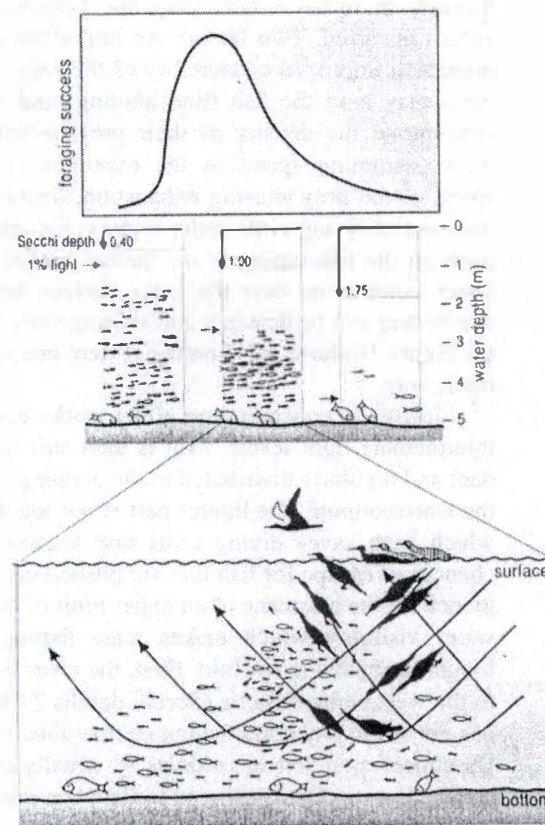 foraging success
Secchi depth
0.40
1% light
1.00
1.75
0
1
2
3
4
5
water depth (m)
surface
bottom